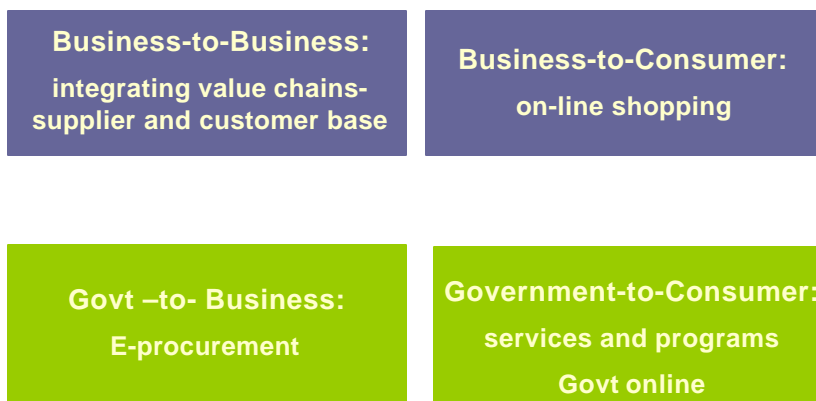 Business-to-Business:
integrating value chains-
supplier and customer base
Business-to-Consumer:
on-line shopping
Govt –to- Business:
E-procurement
Government-to-Consumer:
services and programs
Govt online